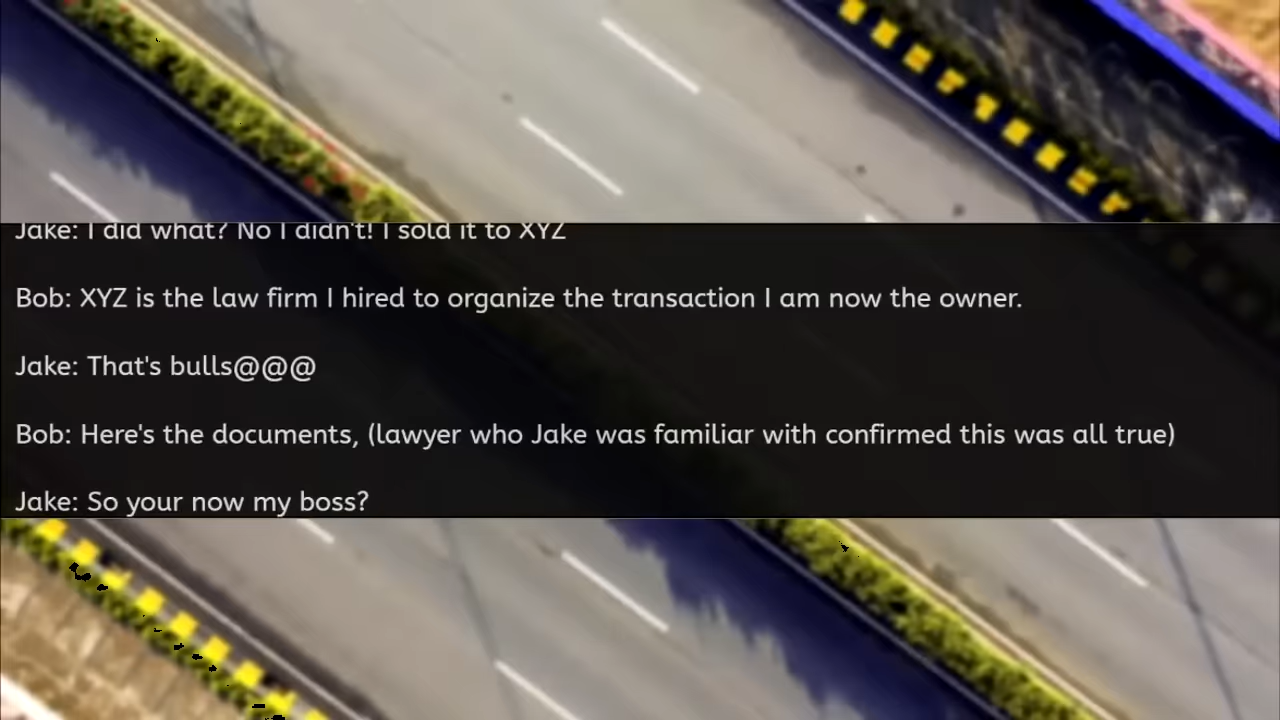 Jake: I did what? No I didn't! I sold it to XYZ
Bob: XYZ is the law firm I hired to organize the transaction I am now the owner.
Jake: That's bulls@@@
Bob: Here's the documents, (lawyer who Jake was familiar with confirmed this was all true)
Jake: So your now my boss?